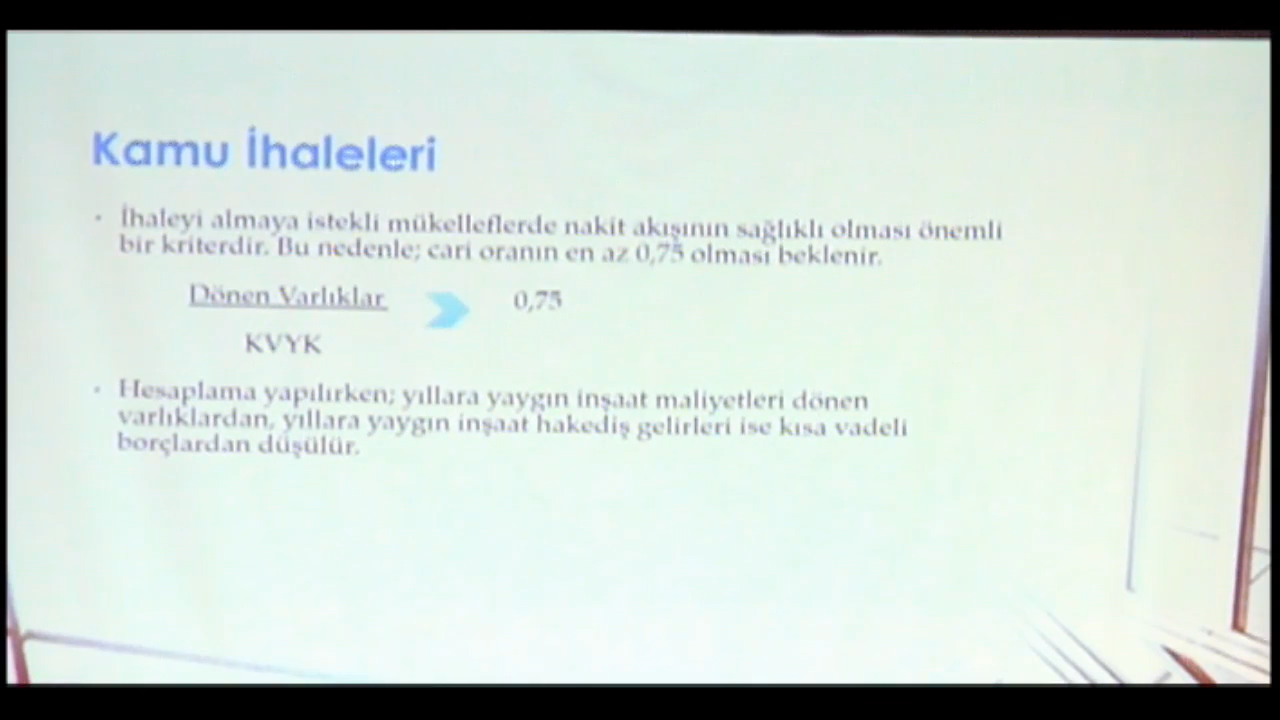 Kamu İhaleleri
• İhaleyi almaya istekli mükelleflerde nakit akışının sağlıklı olması önemli
bir kriterdir. Bu nedenle; cari oranın en az 0,75 olması beklenir.
Dönen Varlıklar 0,75
KVYK
• Hesaplama yapılırken; yıllara yaygın inşaat maliyetleri dönen
varlıklardan, yıllara yaygın inşaat hakediş gelirleri ise kısa vadeli
borçlardan düşülür.